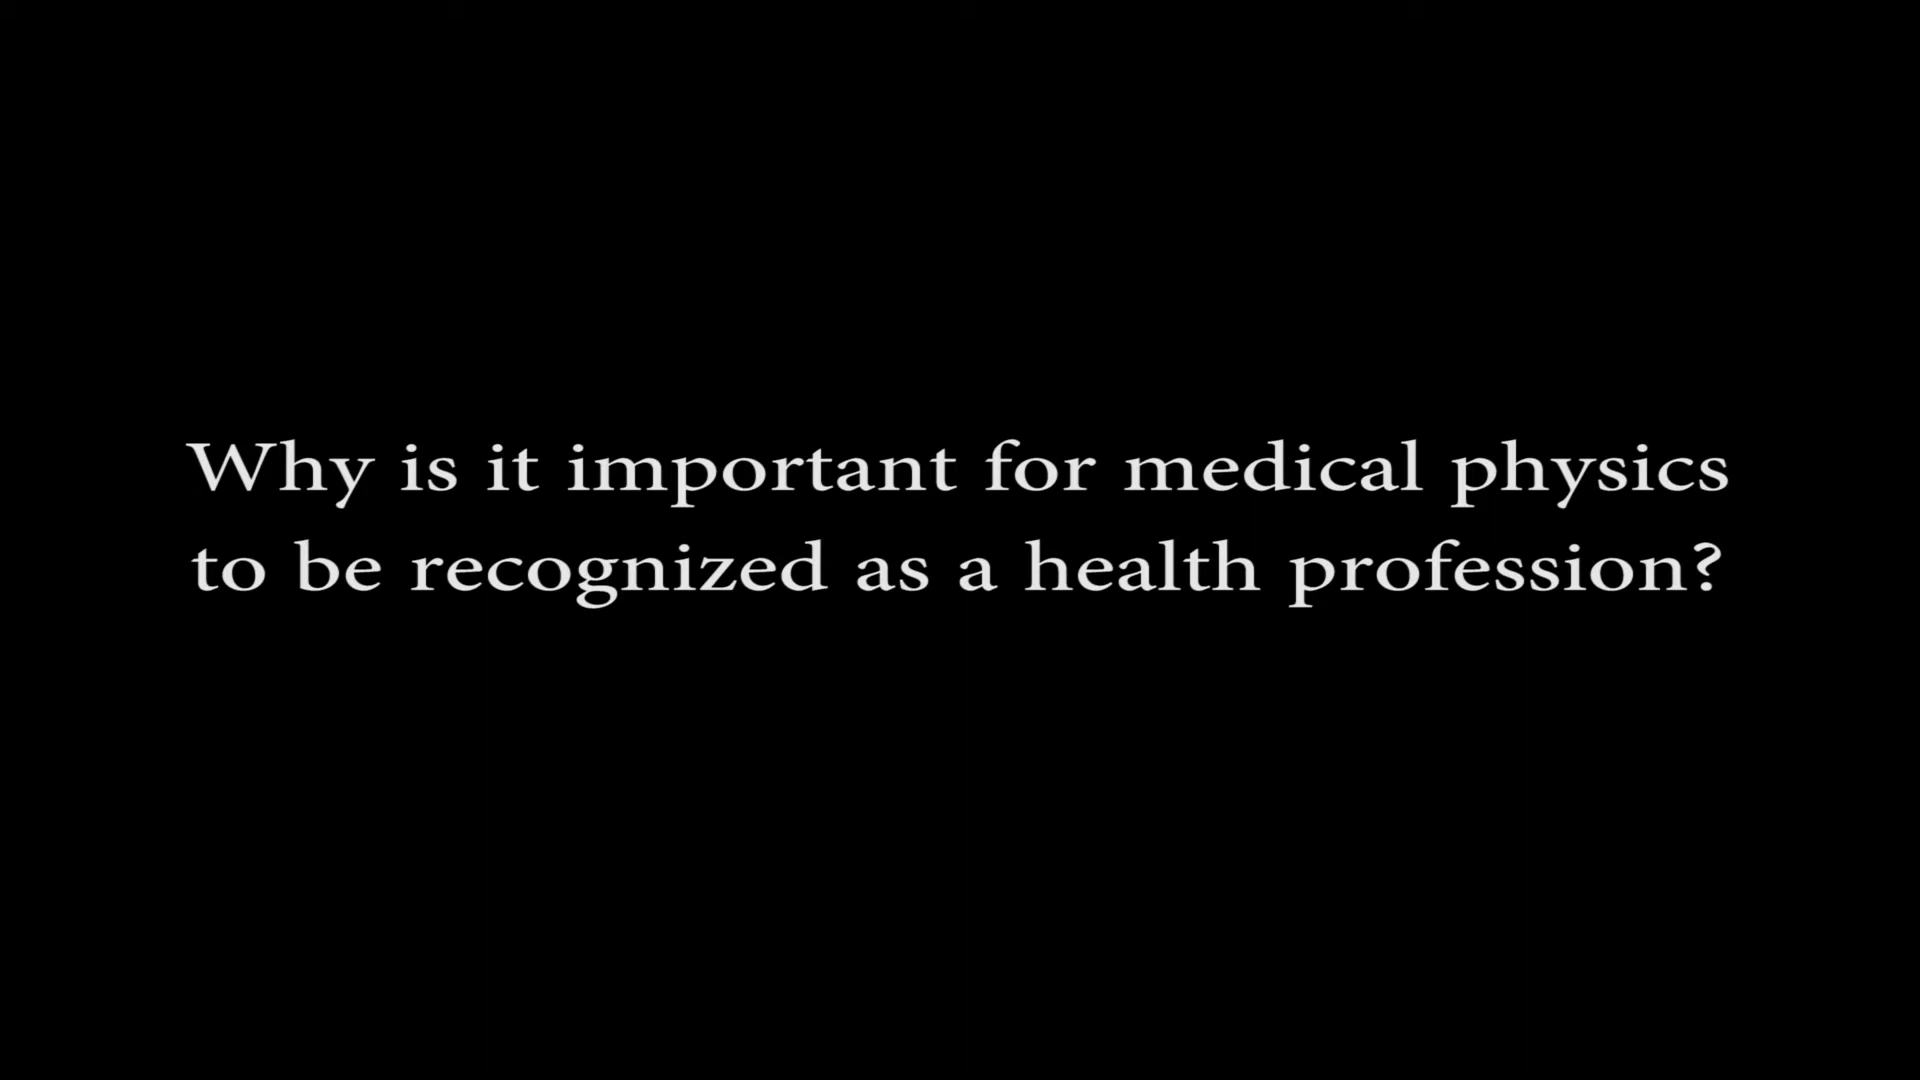 Why is it important for medical physics
to be recognized as a health profession?